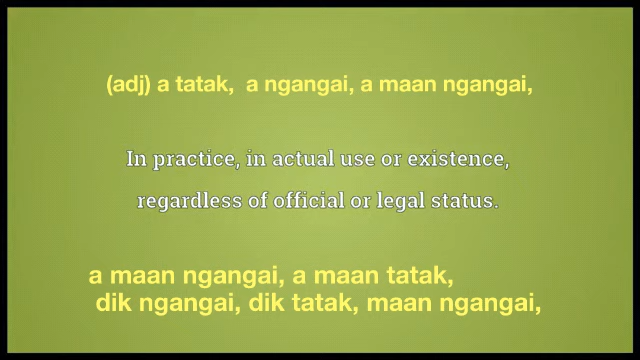 (adj) a tatak, a ngangai, a maan ngangai,
In practice, in actual use or existence,
regardless of official or legal status.
a maan ngangai, a maan tatak,
dik ngangai, dik tatak, maan ngangai,